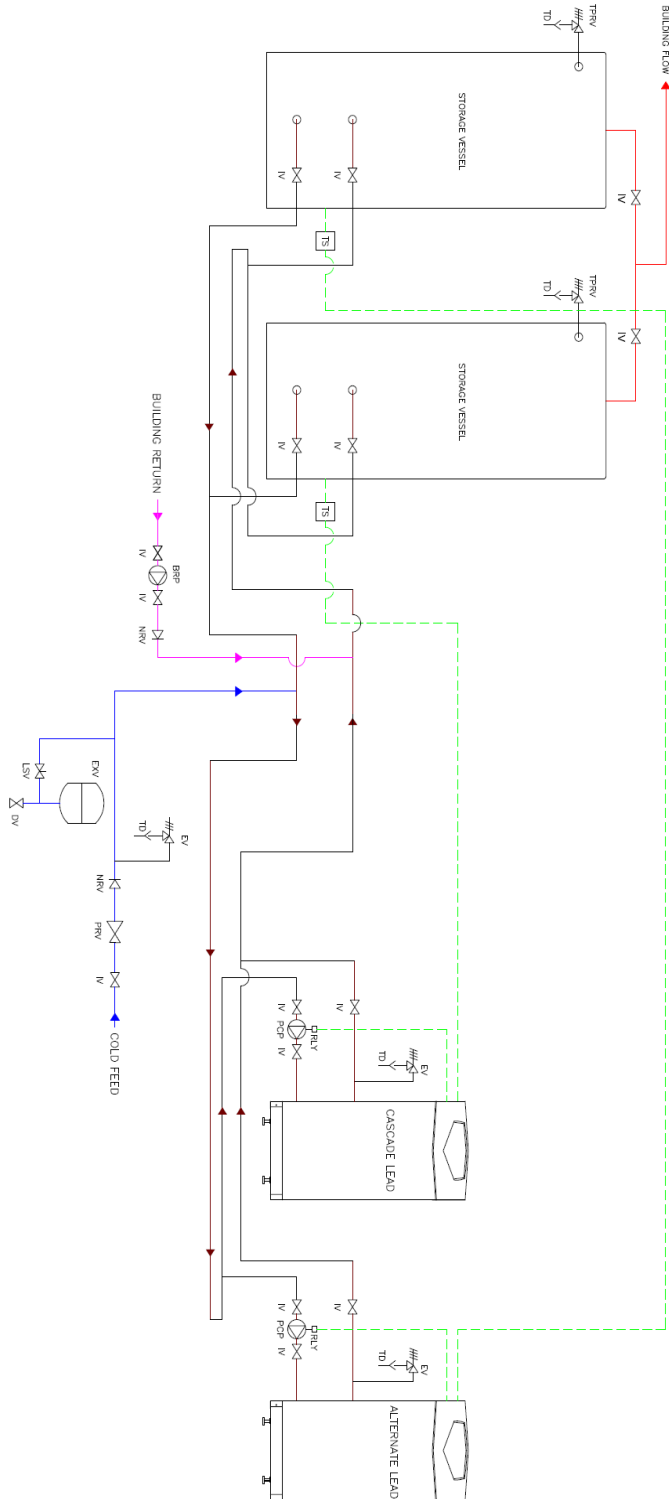 BUILDING FLOW
TPRV
TD
STORAGE VESSEL
IV
IV
IV
TS
TPRV
TD
IV
STORAGE VESSEL
IV
IV
TS
BUILDING RETURN
IV
BRP
IV
NRV
LSV
EXV
DV
EV
TD
NRV
PRV
IV
COLD FEED
IV
IV
PCP
RLY
IV
EV
TD
CASCADE LEAD
IV
IV
PCP
RLY
IV
EV
TD
ALTERNATE LEAD